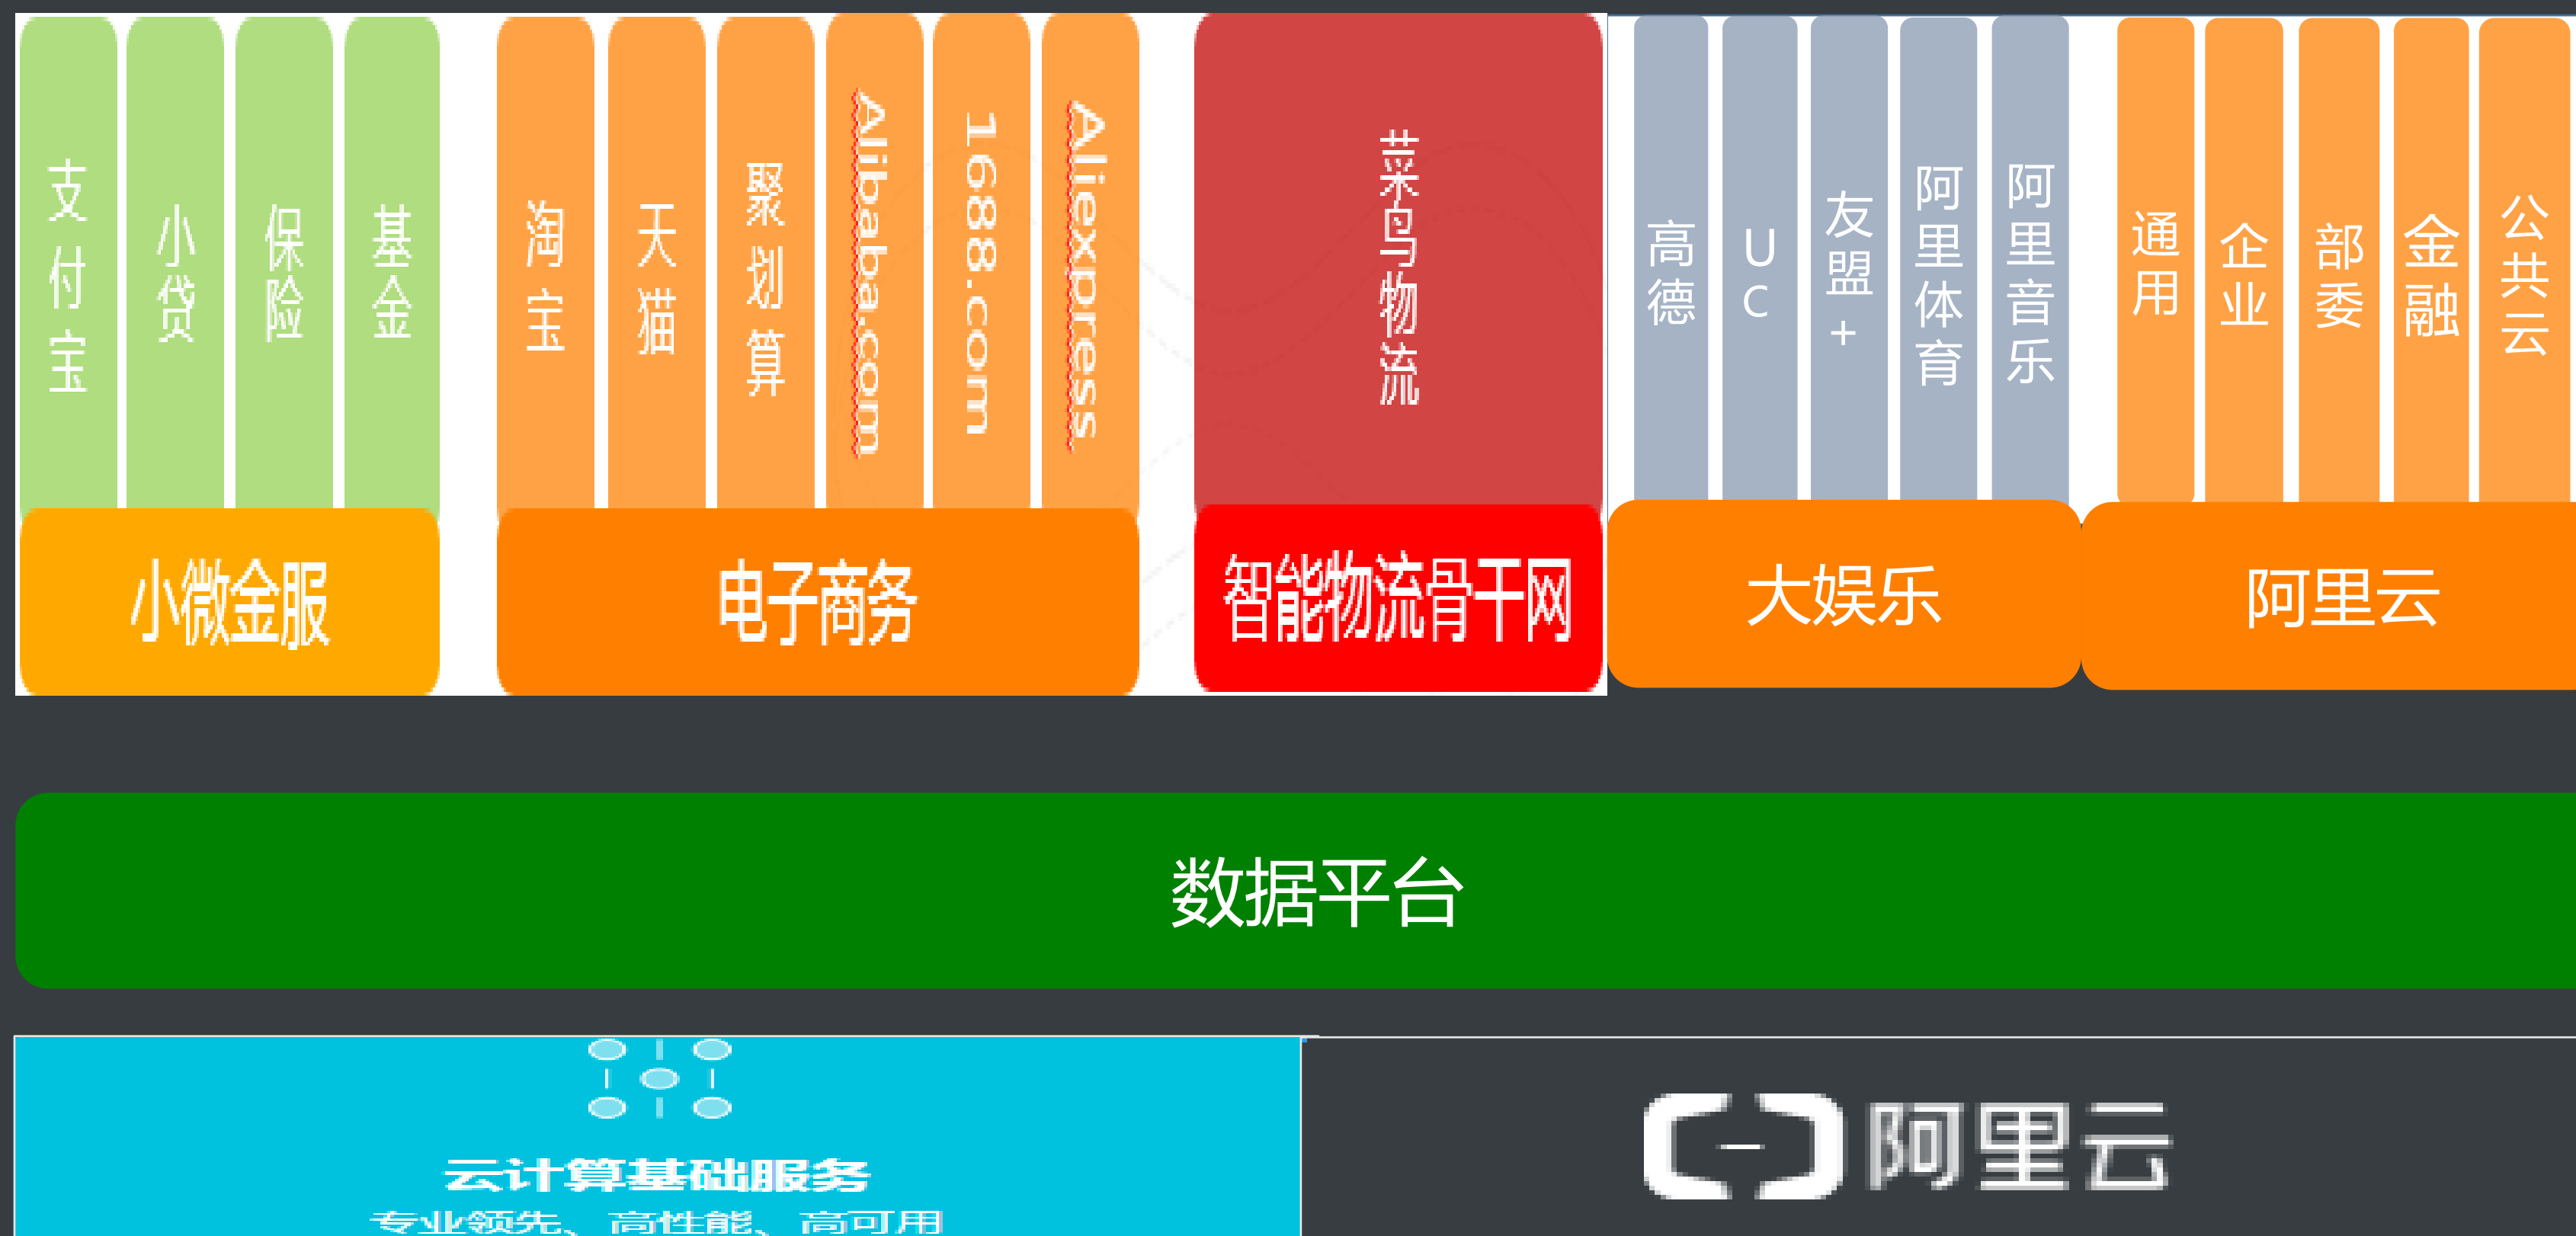 支付宝
小贷
保险
基金
淘宝
天猫
聚划算
Alibaba.com
1688.com
Aliexpress
菜鸟物流
高德
UC
友盟+
阿里体育
阿里音乐
通用
企业
部委
金融
公共云
小微金服
电子商务
智能物流骨干网
大娱乐
阿里云
数据平台
云计算基础服务
专业领先、高性能、高可用
阿里云